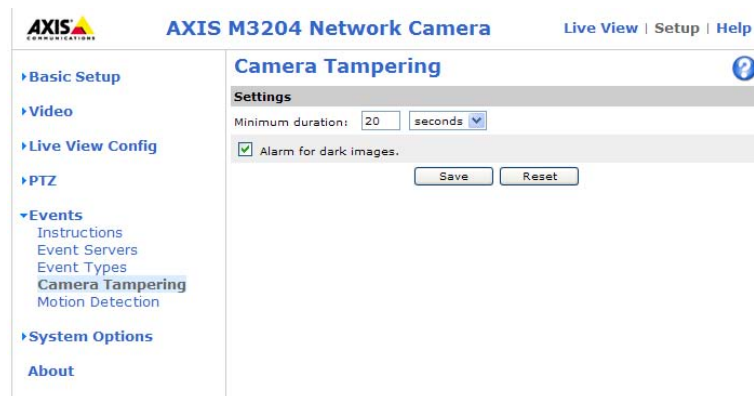 AXIS
COMMUNICATIONS
AXIS M3204 Network Camera
Live View | Setup | Help
Basic Setup
Video
Live View Config
PTZ
Events
Instructions
Event Servers
Event Types
Camera Tampering
Motion Detection
System Options
About
Camera Tampering
?
Settings
Minimum duration: 20 seconds
Alarm for dark images.
Save Reset